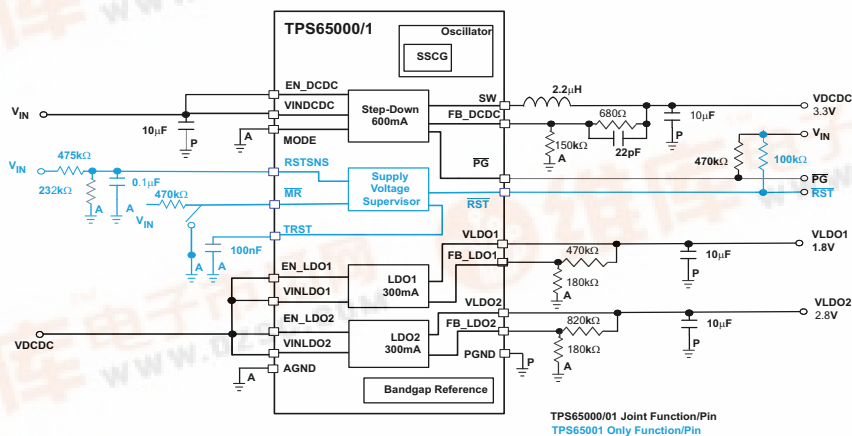 TPS65000/1
Oscillator
SSCG
EN_DCDC
VINDCDC
MODE
Step-Down
600mA
SW
FB_DCDC
2.2μH
680Ω
22pF
150kΩ
A
10μF
P
VDCDC
3.3V
VIN
10μF
P
A
VIN
470kΩ
100kΩ
PG
PG
RST
VIN
475kΩ
232kΩ
A
0.1μF
A
RSTSNS
MR
TRST
Supply
Voltage
Supervisor
RST
470kΩ
VIN
A
100nF
A
EN_LDO1
VINLDO1
LDO1
300mA
VLDO1
FB_LDO1
470kΩ
180kΩ
A
10μF
VLDO1
1.8V
EN_LDO2
VINLDO2
LDO2
300mA
VLDO2
FB_LDO2
820kΩ
180kΩ
A
10μF
VLDO2
2.8V
VDCDC
A
AGND
PGND
P
Bandgap Reference
TPS65000/01 Joint Function/Pin
TPS65001 Only Function/Pin